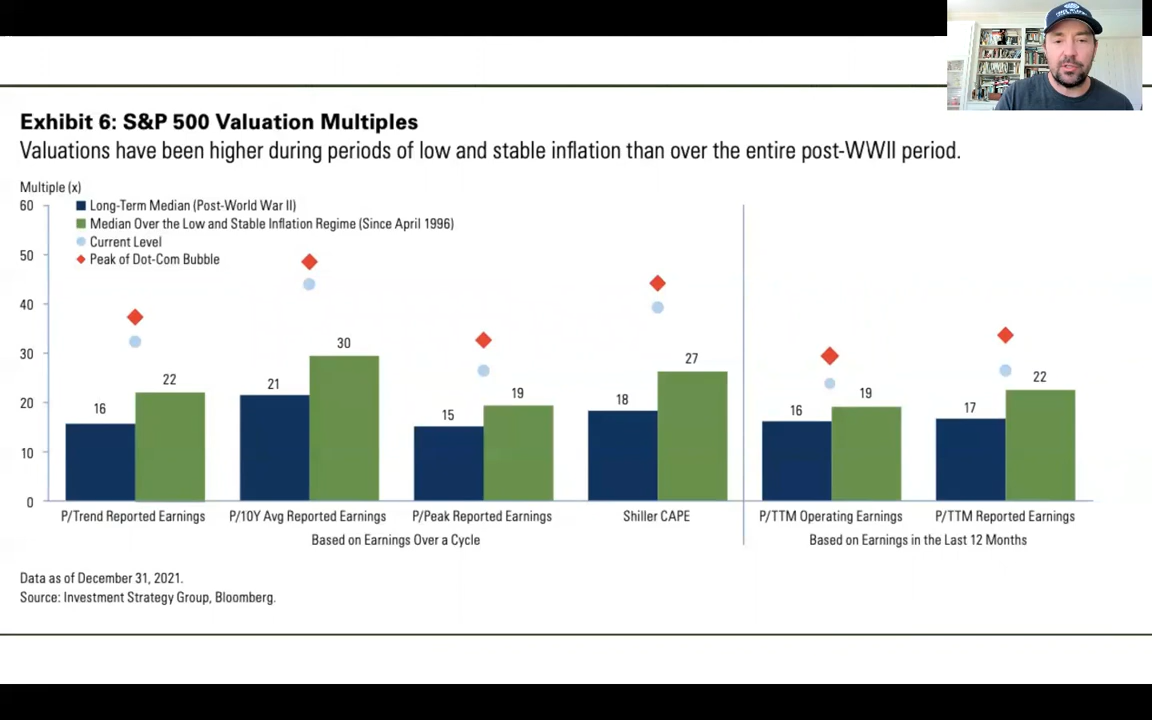 Exhibit 6: S&P 500 Valuation Multiples
Valuations have been higher during periods of low and stable inflation than over the entire post-WWII period.
Multiple (x)
60
50
40
30
20
10
0
Long-Term Median (Post-World War II)
Median Over the Low and Stable Inflation Regime (Since April 1996)
Current Level
Peak of Dot-Com Bubble
16
22
21
30
15
19
18
27
16
19
17
22
P/Trend Reported Earnings
P/10Y Avg Reported Earnings
P/Peak Reported Earnings
Shiller CAPE
P/TTM Operating Earnings
P/TTM Reported Earnings
Based on Earnings Over a Cycle
Based on Earnings in the Last 12 Months
Data as of December 31, 2021.
Source: Investment Strategy Group, Bloomberg.